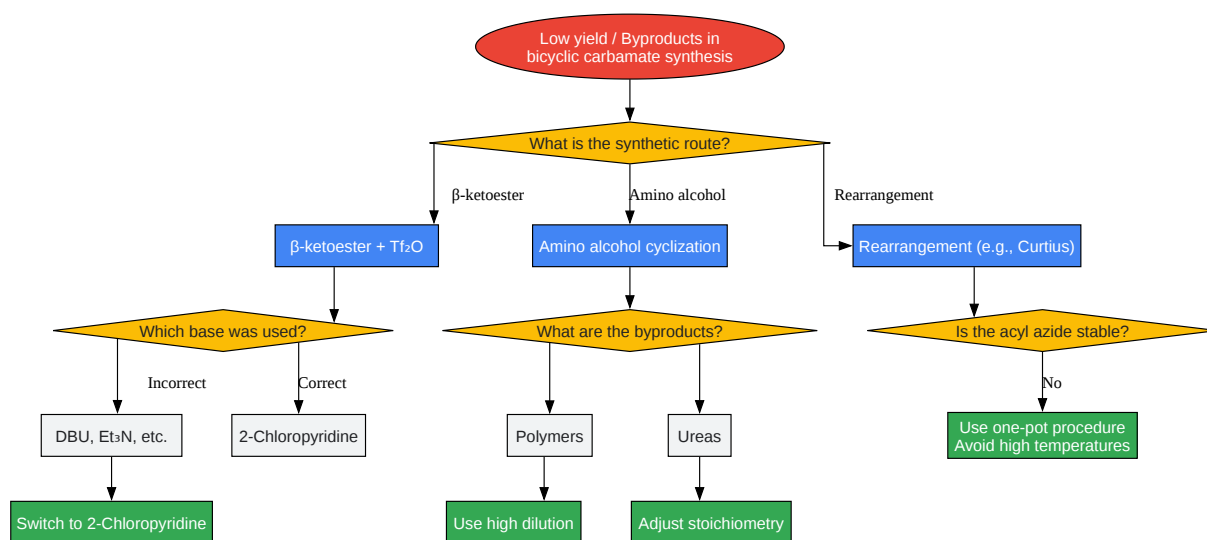 Low yield / Byproducts in
bicyclic carbamate synthesis
What is the synthetic route?
β-ketoester
Amino alcohol
Rearrangement
β-ketoester + Tf₂O
Amino alcohol cyclization
Rearrangement (e.g., Curtius)
Which base was used?
What are the byproducts?
Is the acyl azide stable?
Incorrect
Correct
No
DBU, Et₃N, etc.
2-Chloropyridine
Polymers
Ureas
Use one-pot procedure
Avoid high temperatures
Switch to 2-Chloropyridine
Use high dilution
Adjust stoichiometry